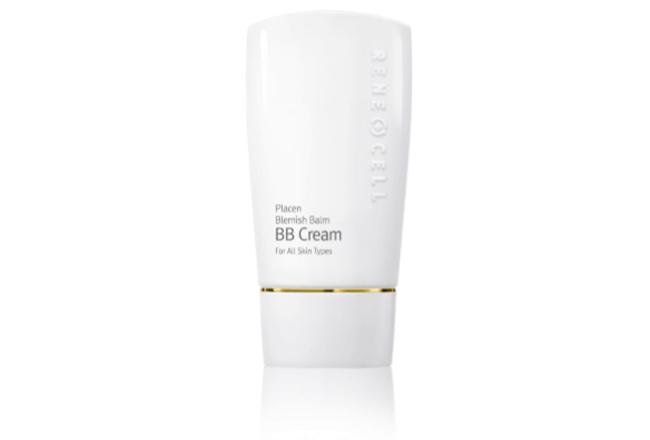 RENE CELL
Placen
Blemish Balm
BB Cream
For All Skin Types